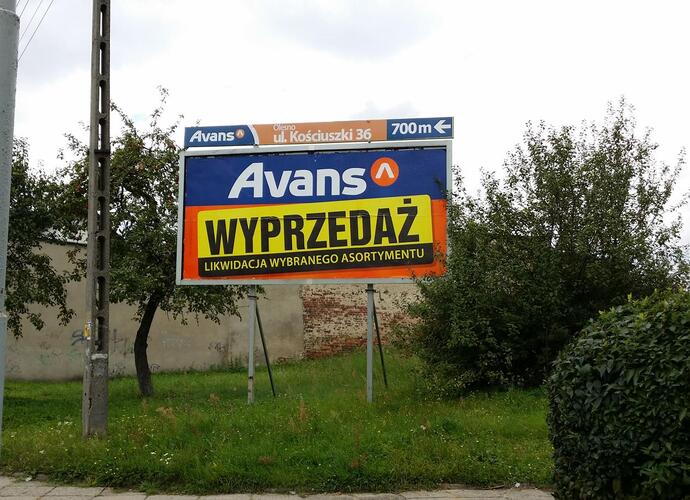 Avans
Olesno
ul. Kościuszki 36
700m
Avans
WYPRZEDAŻ
LIKWIDACJA WYBRANEGO ASORTYMENTU